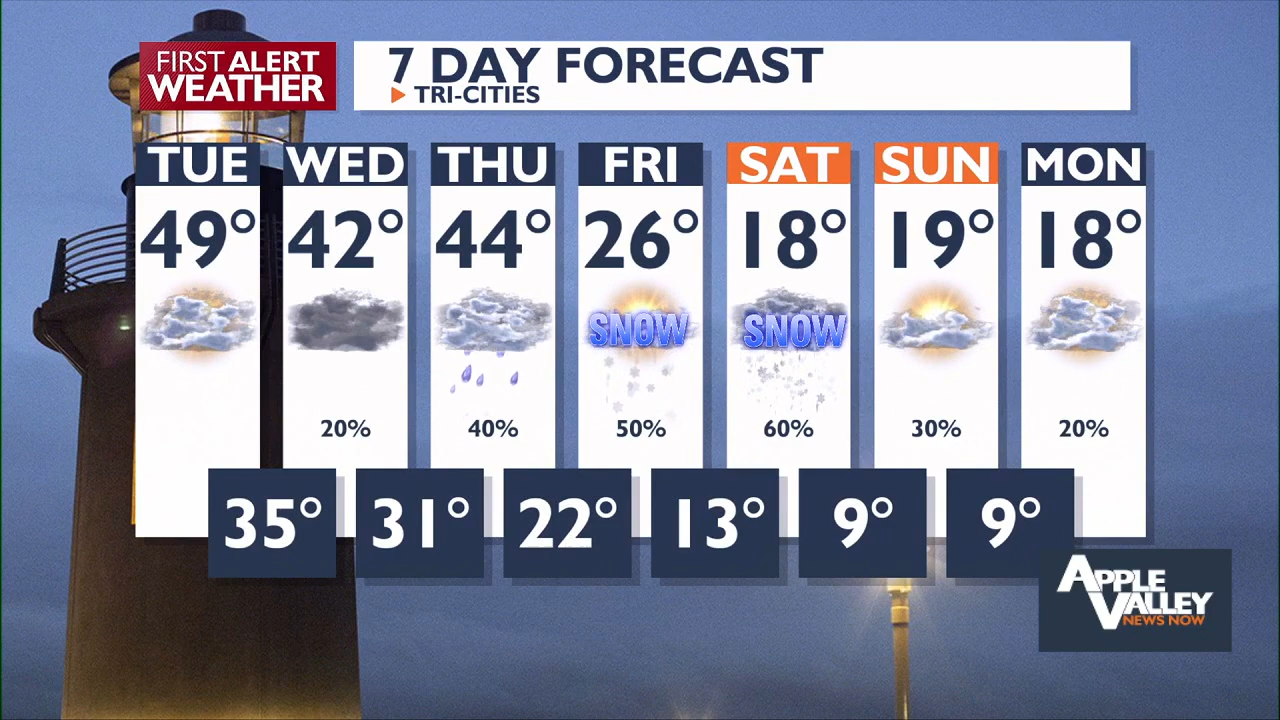 FIRST ALERT
WEATHER
7 DAY FORECAST
TRI-CITIES
TUE WED THU FRI SAT SUN MON
49° 42° 44° 26° 18° 19° 18°
SNOW SNOW
20% 40% 50% 60% 30% 20%
35° 31° 22° 13° 9° 9°
APPLE
VALLEY
NEWS NOW